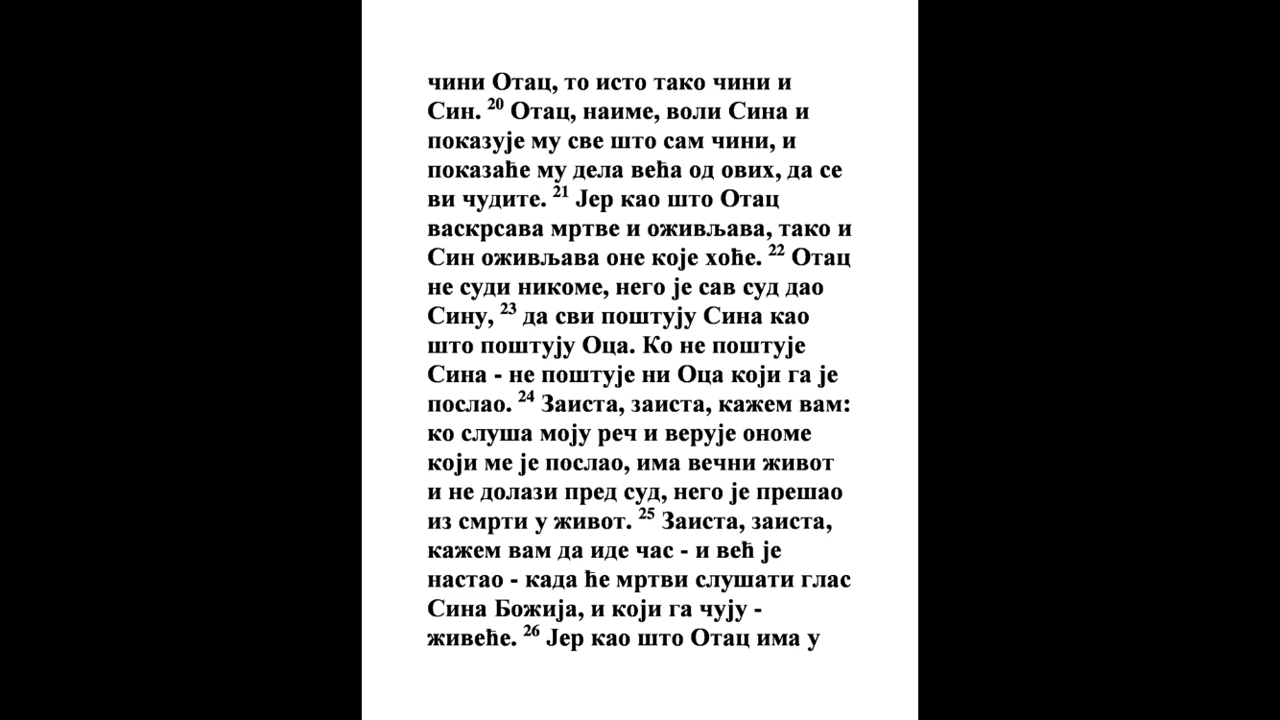 чини Отац, то исто тако чини и
Син. 20 Отац, наиме, воли Сина и
показује му све што сам чини, и
показаће му дела већа од ових, да се
ви чудите. 21 Јер као што Отац
васкрсава мртве и оживљава, тако и
Син оживљава оне које хоће. 22 Отац
не суди никоме, него је сав суд дао
Сину, 23 да сви поштују Сина као
што поштују Оца. Ко не поштује
Сина - не поштује ни Оца који га је
послао. 24 Заиста, заиста, кажем вам:
ко слуша моју реч и верује ономе
који ме је послао, има вечни живот
и не долази пред суд, него је прешао
из смрти у живот. 25 Заиста, заиста,
кажем вам да иде час - и већ је
настао - када ће мртви слушати глас
Сина Божија, и који га чују -
живеће. 26 Јер као што Отац има у